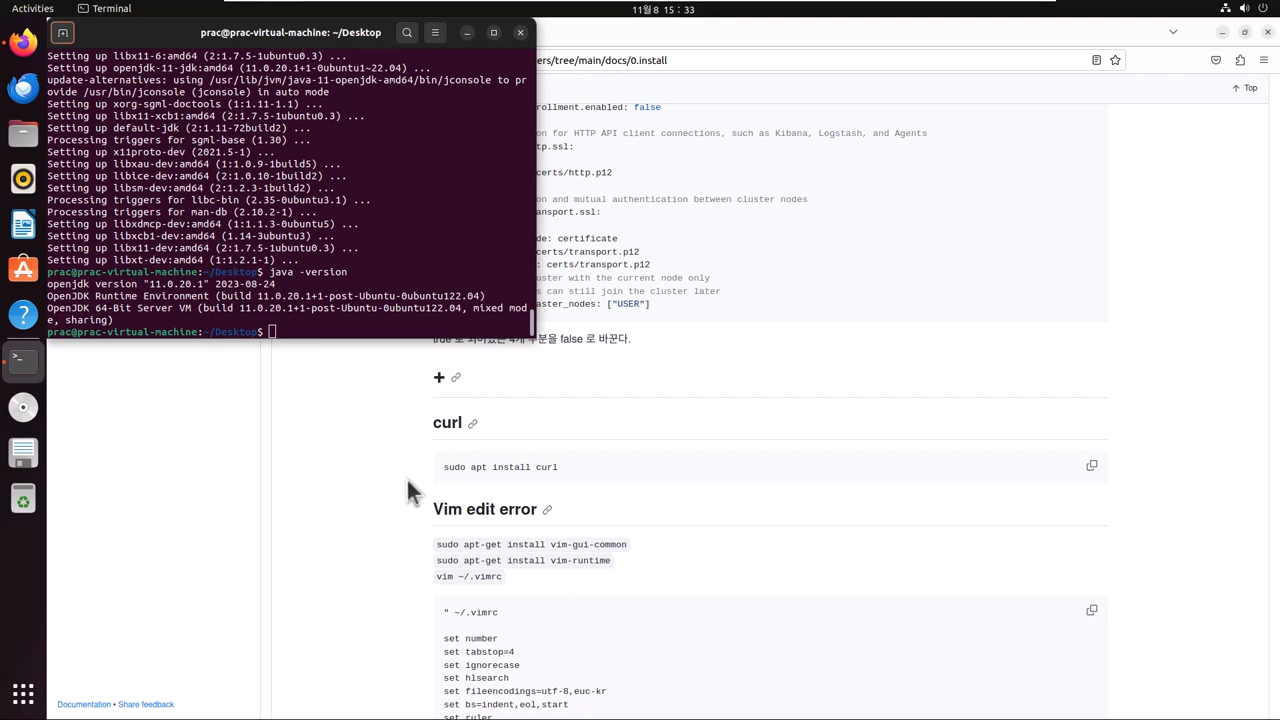 Activities
Terminal
11월 8 15 : 33
prac@prac-virtual-machine: ~/Desktop
Setting up libx11-6:amd64 (2:1.7.5-1ubuntu0.3) ...
Setting up openjdk-11-jdk:amd64 (11.0.20.1+1-0ubuntu1~22.04) ...
update-alternatives: using /usr/lib/jvm/java-11-openjdk-amd64/bin/jconsole to pr
ovide /usr/bin/jconsole (jconsole) in auto mode
Setting up xorg-sgml-doctools (1:1.11-1.1) ...
Setting up libx11-xcb1:amd64 (2:1.7.5-1ubuntu0.3) ...
Setting up default-jdk (2:1.11-72build2) ...
Processing triggers for sgml-base (1.30) ...
Setting up x11proto-dev (2021.5-1) ...
Setting up libxau-dev:amd64 (1:1.0.9-1build5) ...
Setting up libice-dev:amd64 (2:1.0.10-1build2) ...
Setting up libsm-dev:amd64 (2:1.2.3-1build2) ...
Processing triggers for libc-bin (2.35-0ubuntu3.1) ...
Processing triggers for man-db (2.10.2-1) ...
Setting up libxdmcp-dev:amd64 (1:1.1.3-0ubuntu5) ...
Setting up libxcb1-dev:amd64 (1.14-3ubuntu3) ...
Setting up libx11-dev:amd64 (2:1.7.5-1ubuntu0.3) ...
Setting up libxt-dev:amd64 (1:1.2.1-1) ...
prac@prac-virtual-machine:~/Desktop$ java -version
openjdk version "11.0.20.1" 2023-08-24
OpenJDK Runtime Environment (build 11.0.20.1+1-post-Ubuntu-0ubuntu122.04)
OpenJDK 64-Bit Server VM (build 11.0.20.1+1-post-Ubuntu-0ubuntu122.04, mixed mod
e, sharing)
prac@prac-virtual-machine:~/Desktop$
ers/tree/main/docs/0.install
Top
rollment.enabled: false
on for HTTP API client connections, such as Kibana, Logstash, and Agents
tp.ssl:
certs/http.p12
on and mutual authentication between cluster nodes
ansport.ssl:
de: certificate
certs/transport.p12
: certs/transport.p12
uster with the current node only
s can still join the cluster later
aster_nodes: ["USER"]
true 로 되어있는 4개 부분을 false 로 바꾼다.
+
curl
sudo apt install curl
Vim edit error
sudo apt-get install vim-gui-common
sudo apt-get install vim-runtime
vim ~/.vimrc
" ~/.vimrc
set number
set tabstop=4
set ignorecase
set hlsearch
set fileencodings=utf-8,euc-kr
set bs=indent,eol,start
set ruler
Documentation • Share feedback